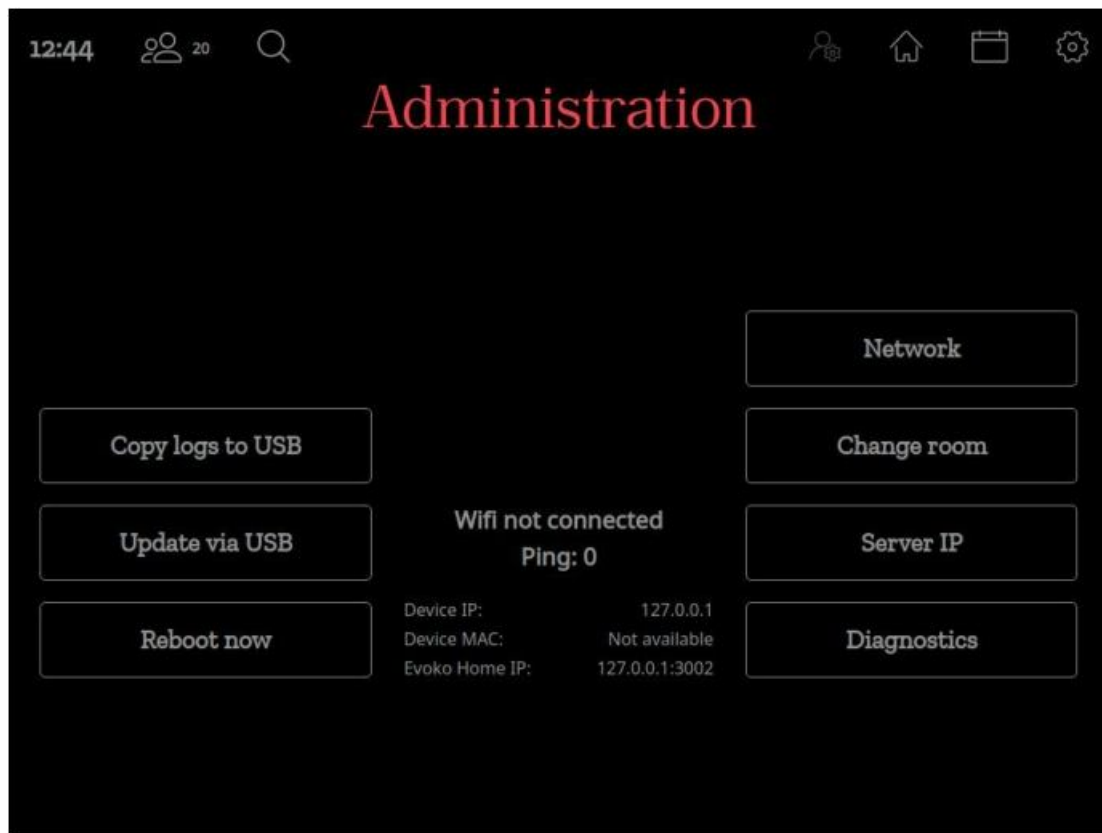 12:44 20
Administration
Network
Copy logs to USB
Change room
Wifi not connected
Update via USB
Server IP
Ping: 0
Device IP: 127.0.0.1
Reboot now
Device MAC: Not available
Diagnostics
Evoko Home IP: 127.0.0.1:3002